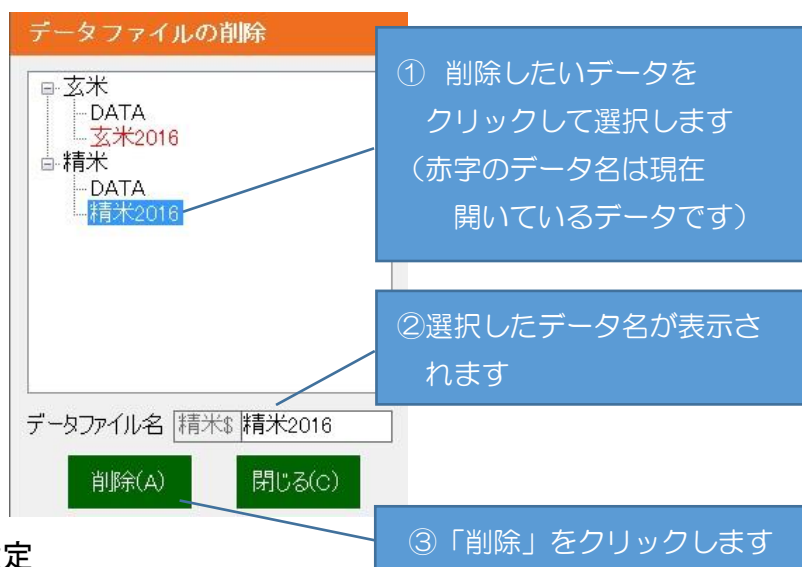 データファイルの削除
玄米
DATA
玄米2016
精米
DATA
精米2016
① 削除したいデータを
クリックして選択します
（赤字のデータ名は現在
開いているデータです）
②選択したデータ名が表示さ
れます
データファイル名 精米$ 精米2016
削除(A) 閉じる(C)
③「削除」をクリックします
定